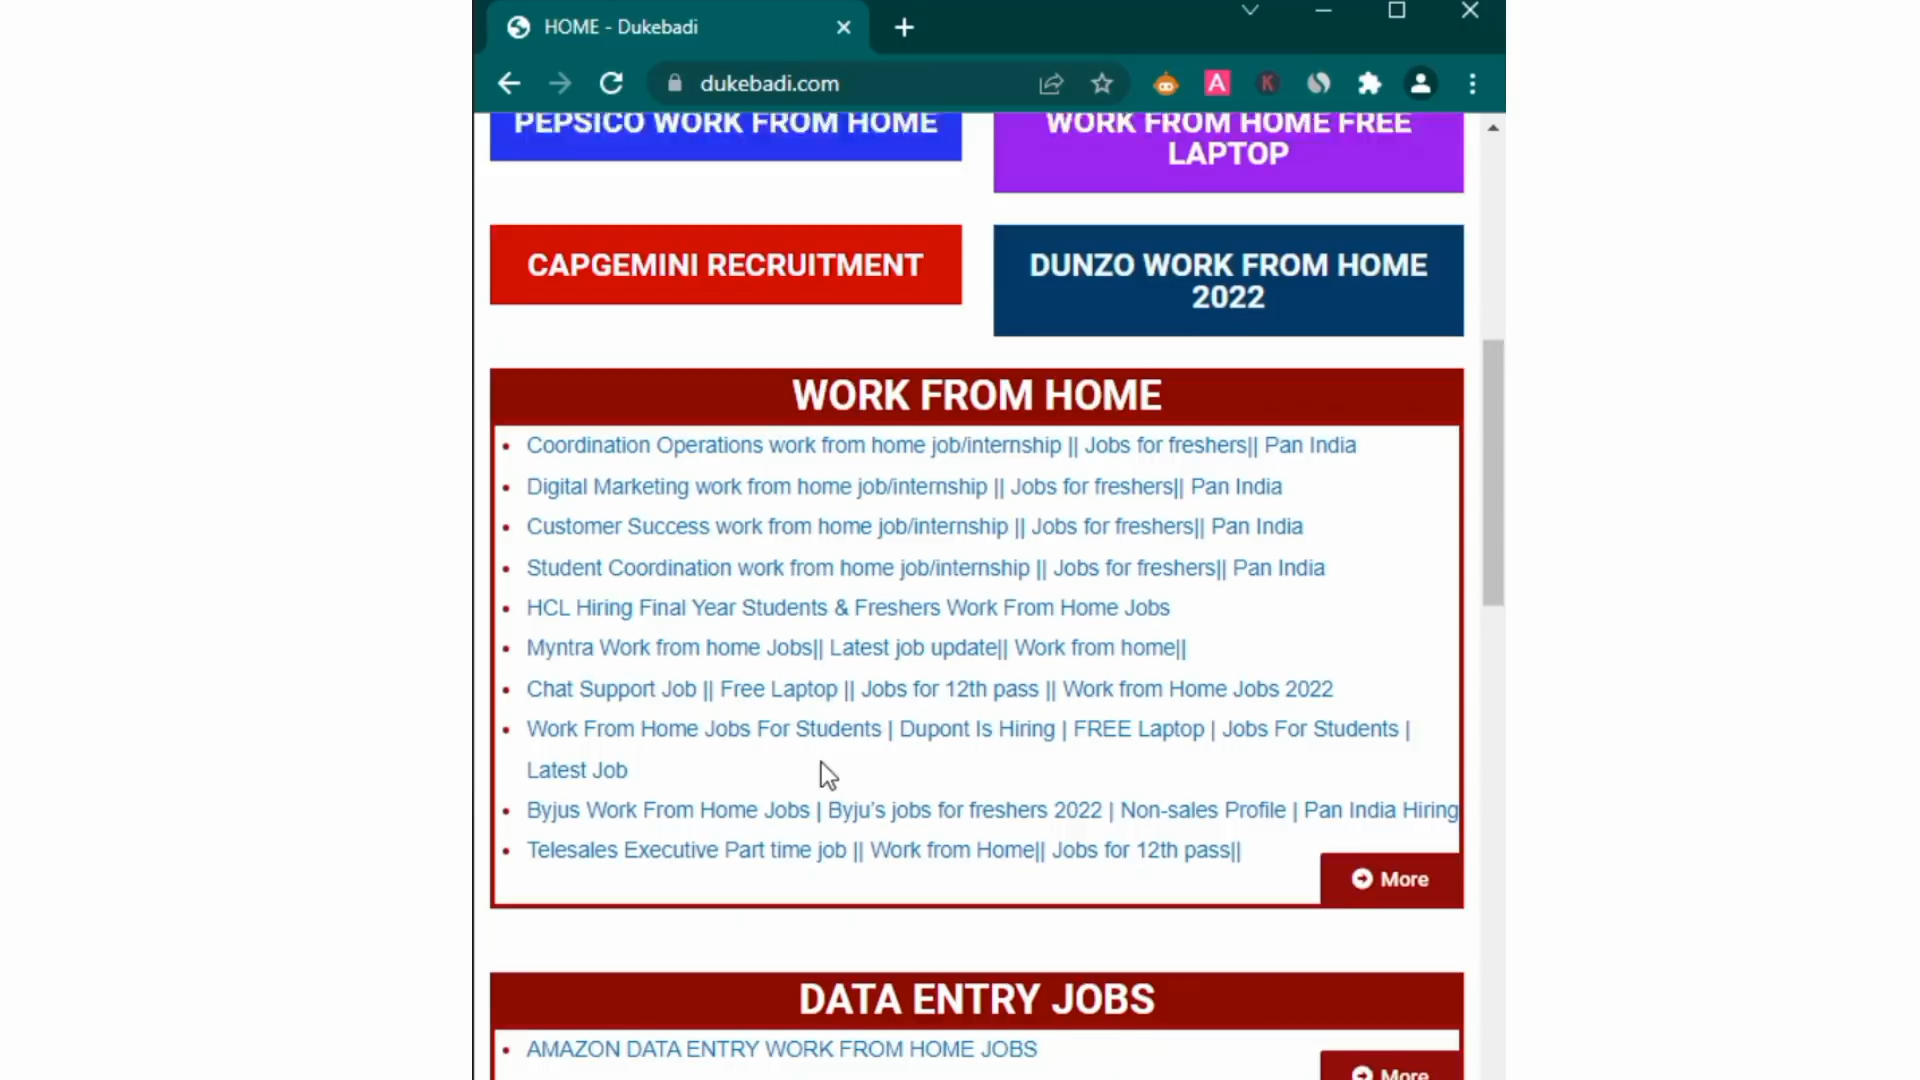 HOME - Dukebadi
dukebadi.com
PEPSICO WORK FROM HOME
WORK FROM HOME FREE
LAPTOP
CAPGEMINI RECRUITMENT
DUNZO WORK FROM HOME
2022
WORK FROM HOME
Coordination Operations work from home job/internship || Jobs for freshers|| Pan India
Digital Marketing work from home job/internship || Jobs for freshers|| Pan India
Customer Success work from home job/internship || Jobs for freshers|| Pan India
Student Coordination work from home job/internship || Jobs for freshers|| Pan India
HCL Hiring Final Year Students & Freshers Work From Home Jobs
Myntra Work from home Jobs|| Latest job update|| Work from home||
Chat Support Job || Free Laptop || Jobs for 12th pass || Work from Home Jobs 2022
Work From Home Jobs For Students | Dupont Is Hiring | FREE Laptop | Jobs For Students |
Latest Job
Byjus Work From Home Jobs | Byju's jobs for freshers 2022 | Non-sales Profile | Pan India Hiring
Telesales Executive Part time job || Work from Home|| Jobs for 12th pass||
More
DATA ENTRY JOBS
AMAZON DATA ENTRY WORK FROM HOME JOBS
More